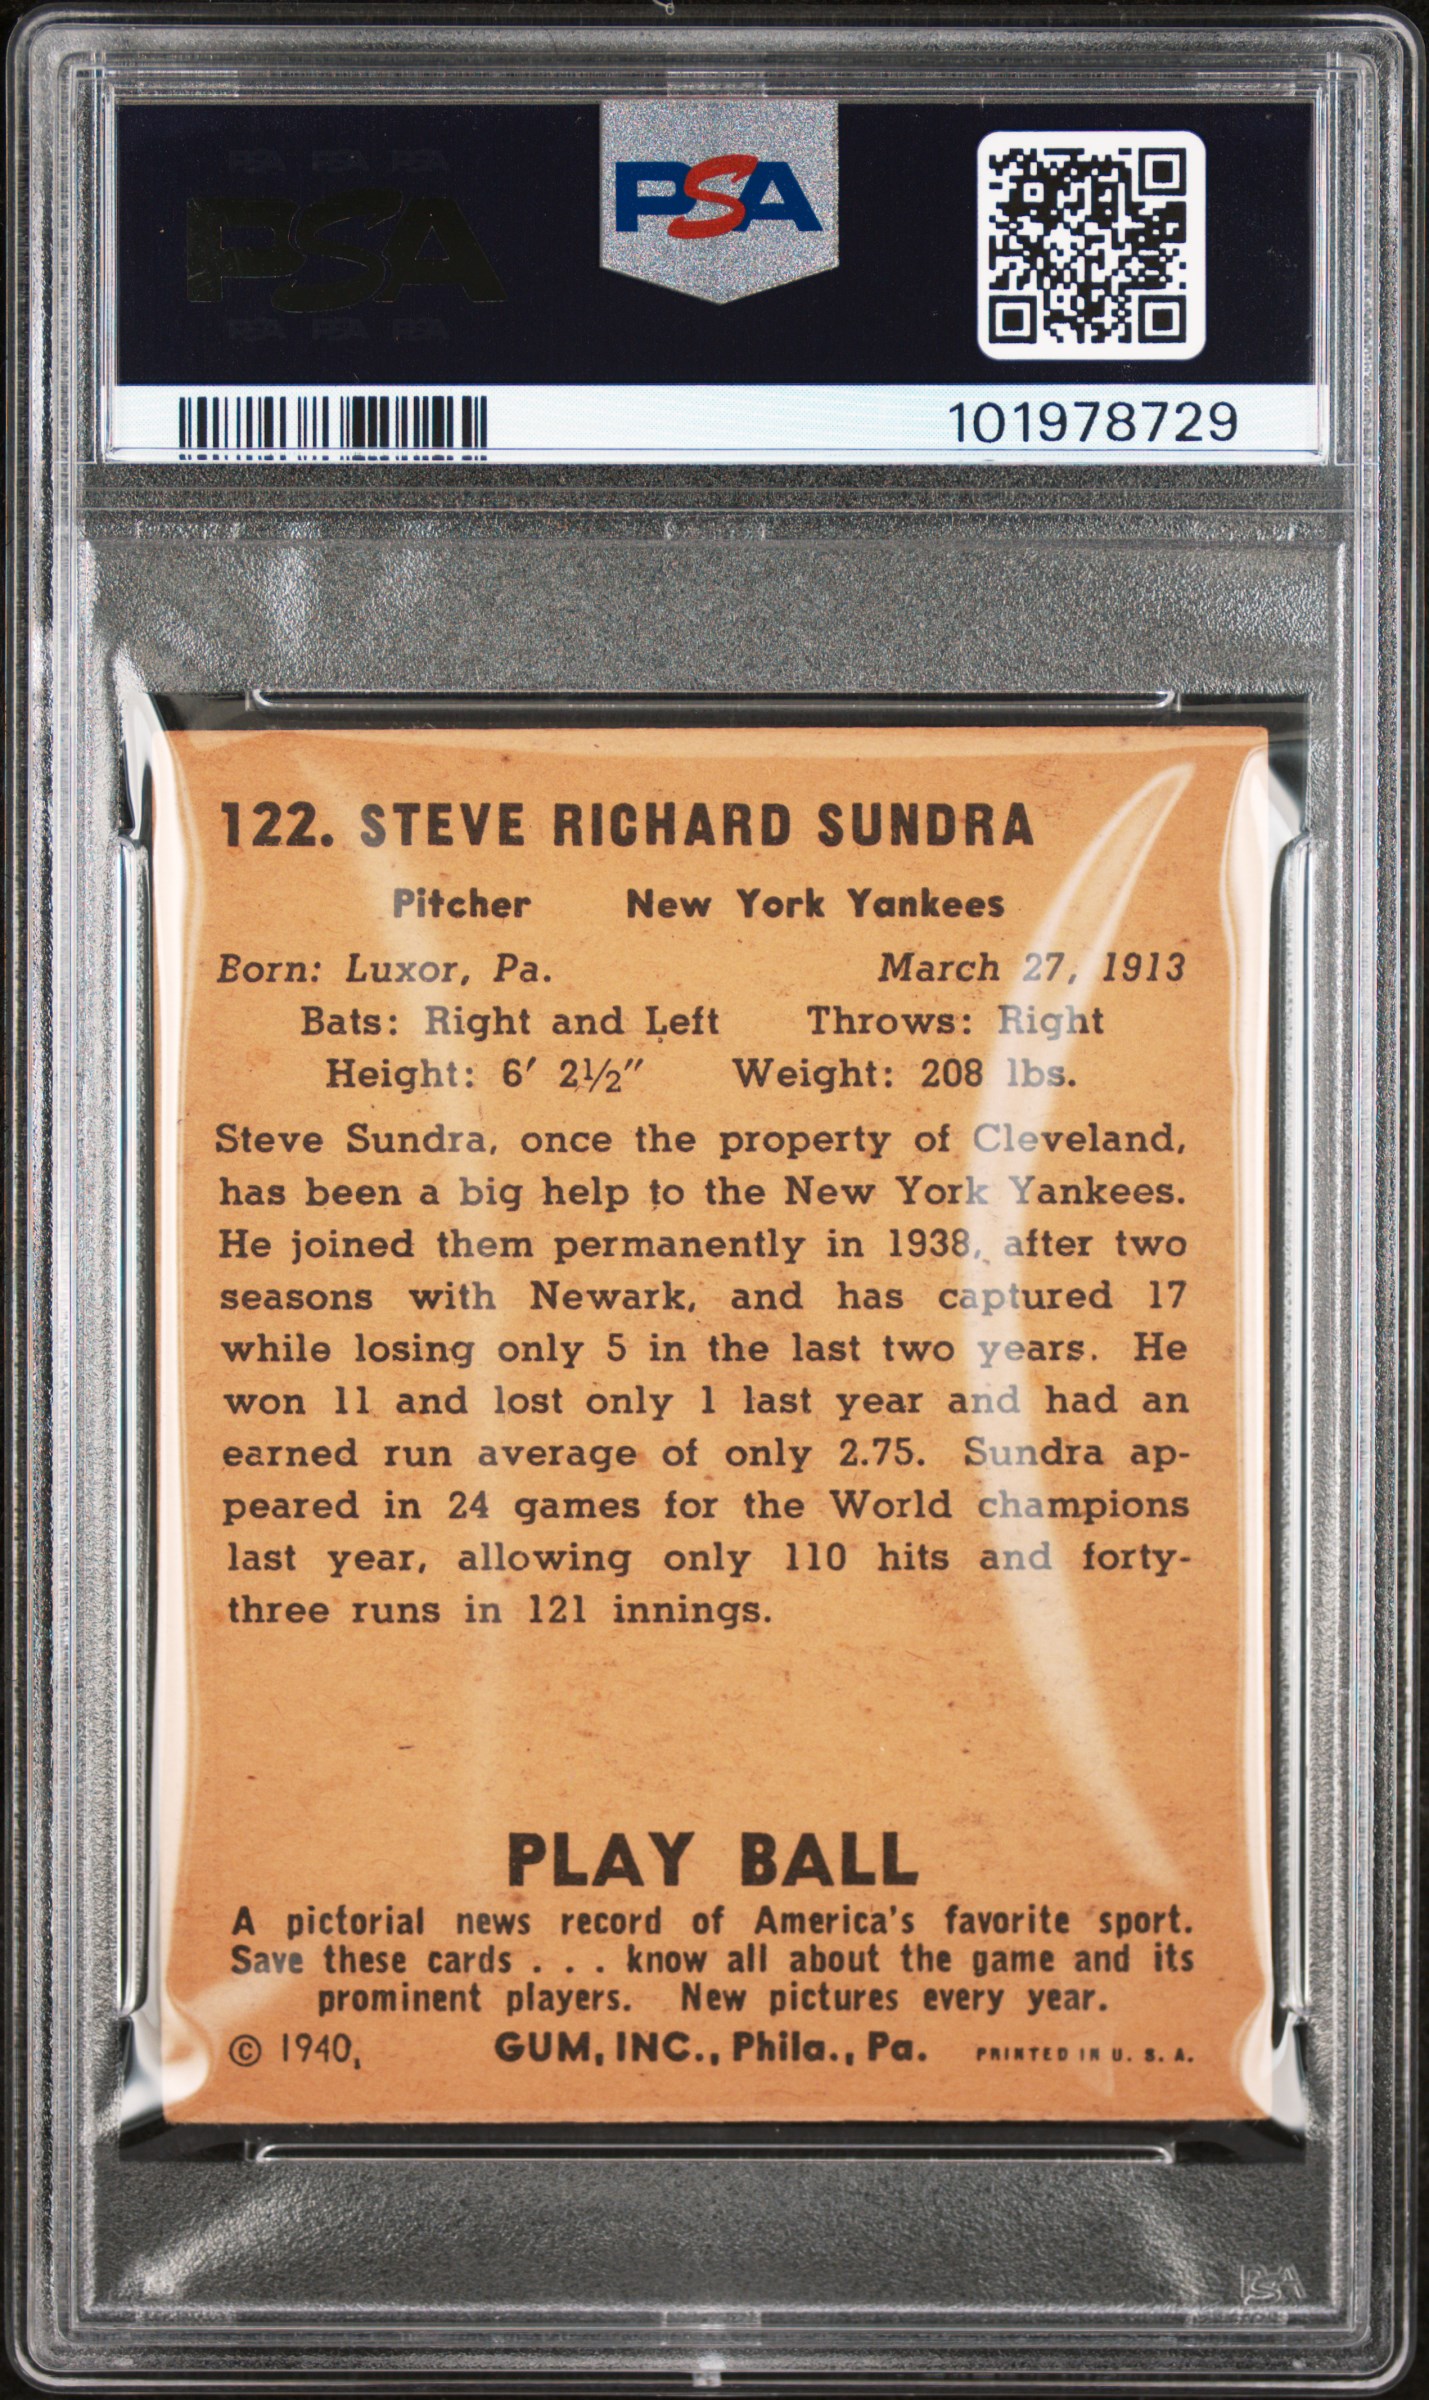 PSA PSA PSA
PSA
PSA
PSA PSA PSA
101978729
122. STEVE RICHARD SUNDRA
Pitcher New York Yankees
Born: Luxor, Pa. March 27, 1913
Bats: Right and Left Throws: Right
Height: 6′ 2½″ Weight: 208 lbs.
Steve Sundra, once the property of Cleveland,
has been a big help to the New York Yankees.
He joined them permanently in 1938, after two
seasons with Newark, and has captured 17
while losing only 5 in the last two years. He
won 11 and lost only 1 last year and had an
earned run average of only 2.75. Sundra ap-
peared in 24 games for the World champions
last year, allowing only 110 hits and forty-
three runs in 121 innings.
PLAY BALL
A pictorial news record of America's favorite sport.
Save these cards . . . know all about the game and its
prominent players. New pictures every year.
© 1940, GUM, INC., Phila., Pa. PRINTED IN U. S. A.
PSA